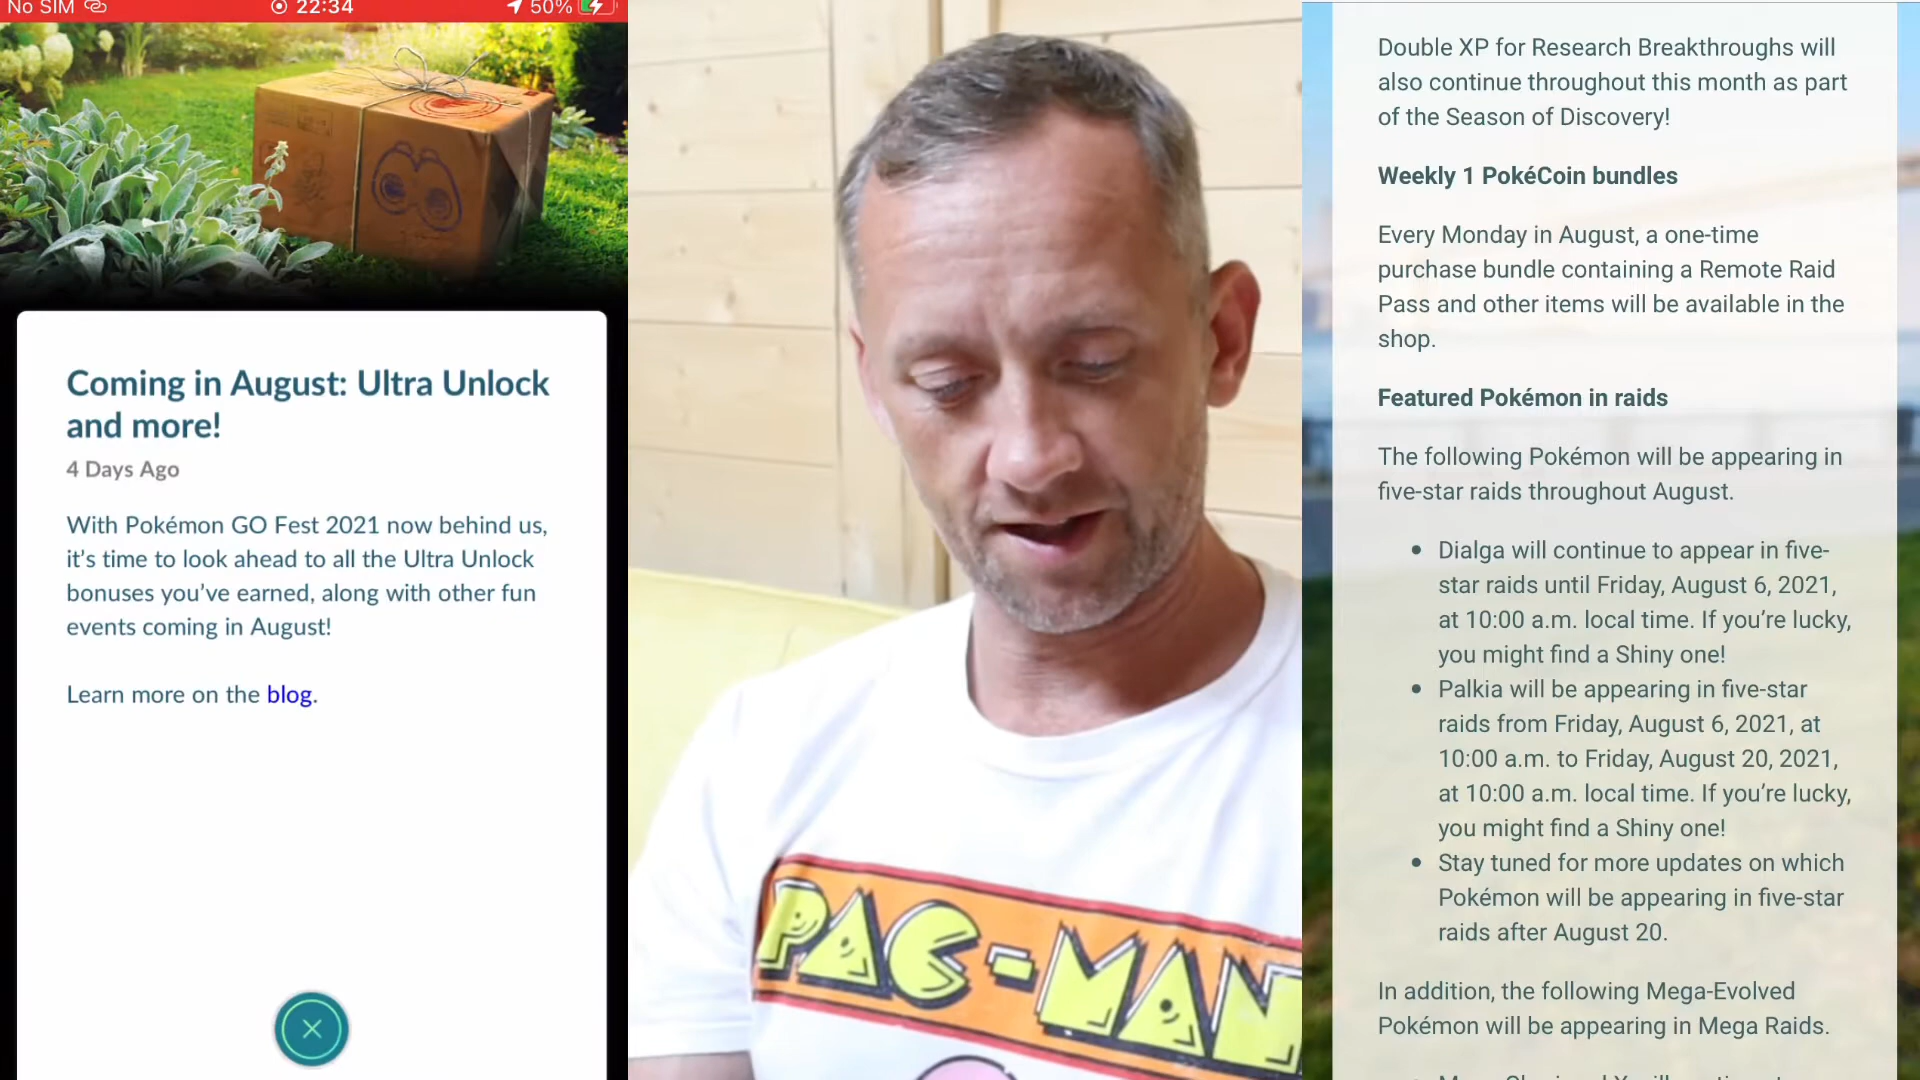 No SIM
22:34
50%
Coming in August: Ultra Unlock
and more!
4 Days Ago
With Pokémon GO Fest 2021 now behind us,
it's time to look ahead to all the Ultra Unlock
bonuses you've earned, along with other fun
events coming in August!
Learn more on the blog.
PAC-MAN
Double XP for Research Breakthroughs will
also continue throughout this month as part
of the Season of Discovery!
Weekly 1 PokéCoin bundles
Every Monday in August, a one-time
purchase bundle containing a Remote Raid
Pass and other items will be available in the
shop.
Featured Pokémon in raids
The following Pokémon will be appearing in
five-star raids throughout August.
Dialga will continue to appear in five-
star raids until Friday, August 6, 2021,
at 10:00 a.m. local time. If you're lucky,
you might find a Shiny one!
Palkia will be appearing in five-star
raids from Friday, August 6, 2021, at
10:00 a.m. to Friday, August 20, 2021,
at 10:00 a.m. local time. If you're lucky,
you might find a Shiny one!
Stay tuned for more updates on which
Pokémon will be appearing in five-star
raids after August 20.
In addition, the following Mega-Evolved
Pokémon will be appearing in Mega Raids.